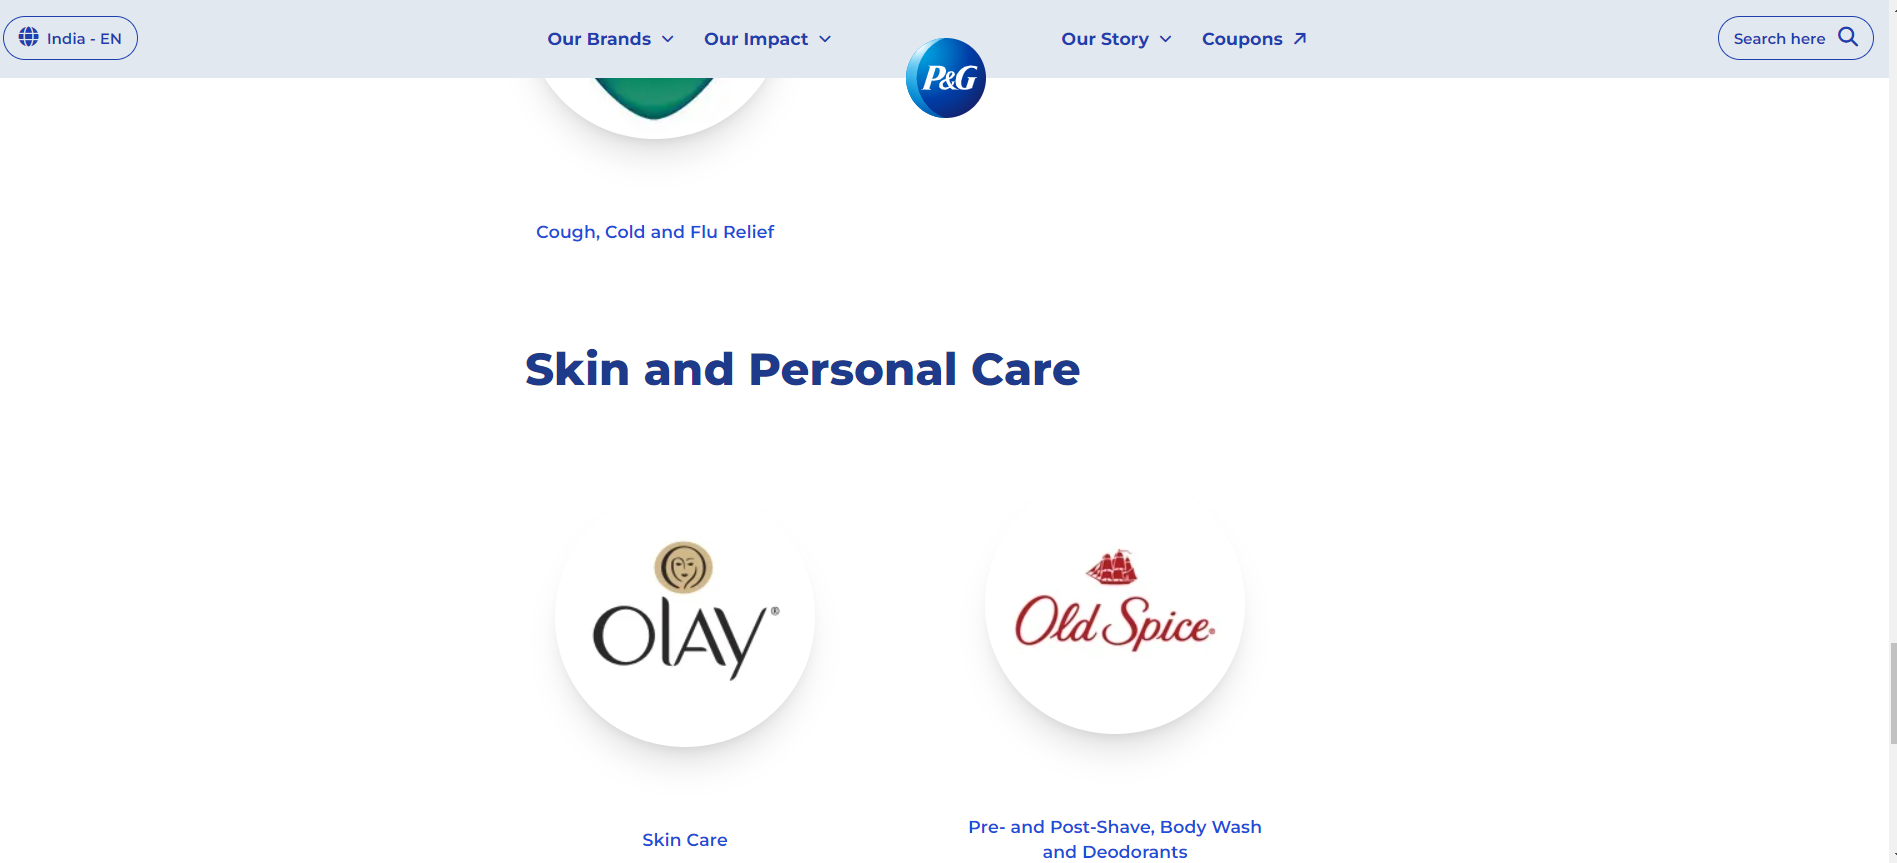 India - EN
Our Brands
Our Impact
P&G
Our Story
Coupons
Search here
Cough, Cold and Flu Relief
Skin and Personal Care
OLAY®
Old Spice®
Skin Care
Pre- and Post-Shave, Body Wash
and Deodorants